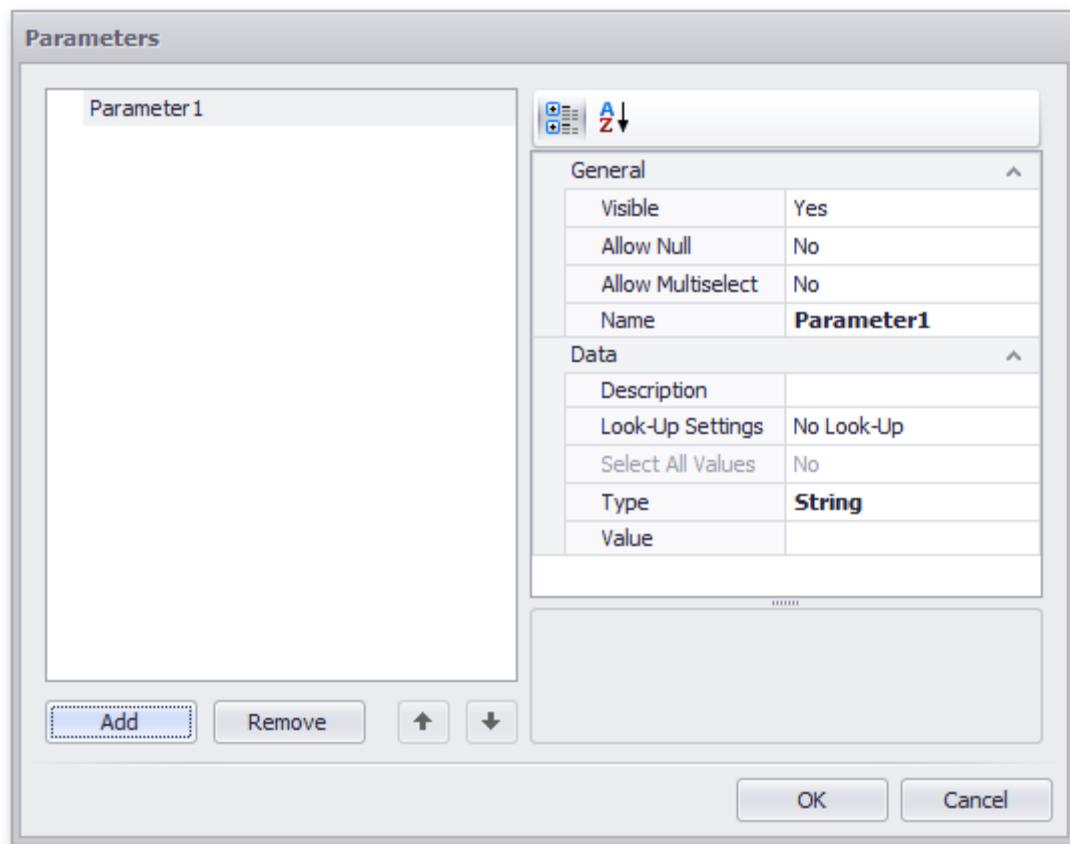 Parameters
Parameter1
A
Z
General
Visible Yes
Allow Null No
Allow Multiselect No
Name Parameter1
Data
Description
Look-Up Settings No Look-Up
Select All Values No
Type String
Value
Add Remove
OK Cancel